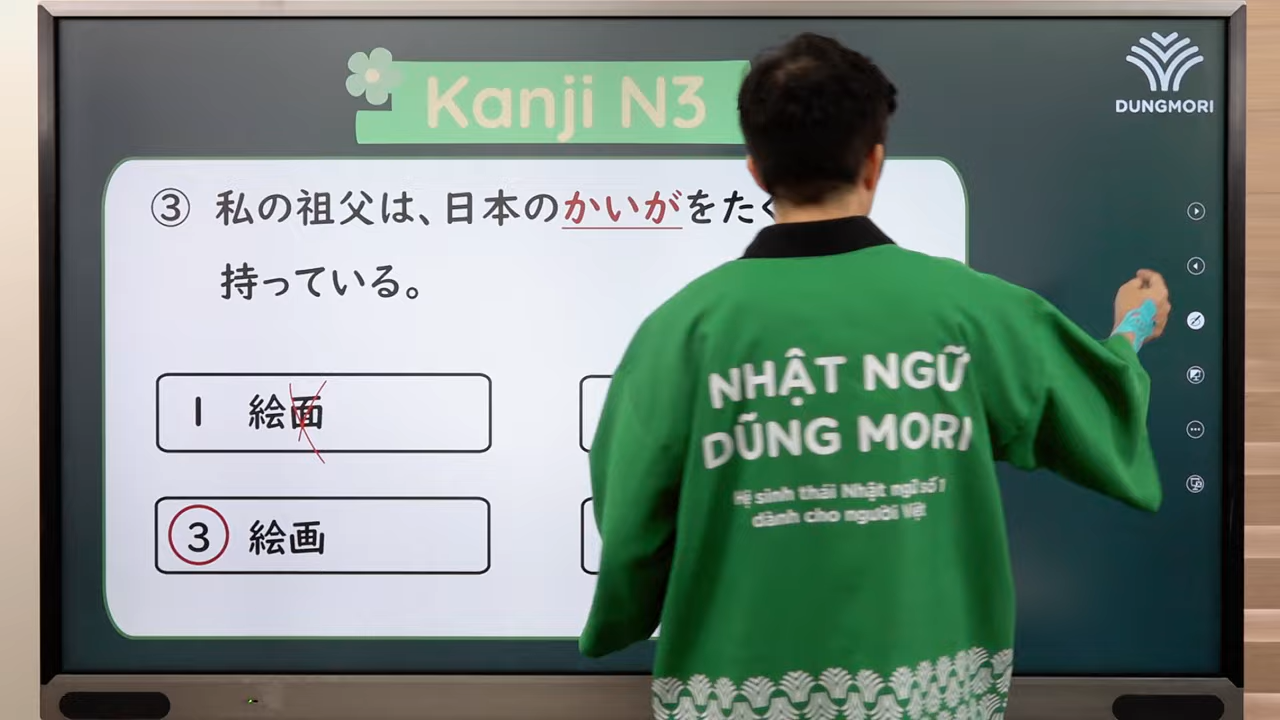 Kanji N3
DUNGMORI
③ 私の祖父は、日本のかいがをたく
持っている。
1 絵面
③ 絵画
NHẬT NGỮ
DŨNG MORI
Hệ sinh thái Nhật ngữ số 1
dành cho người Việt